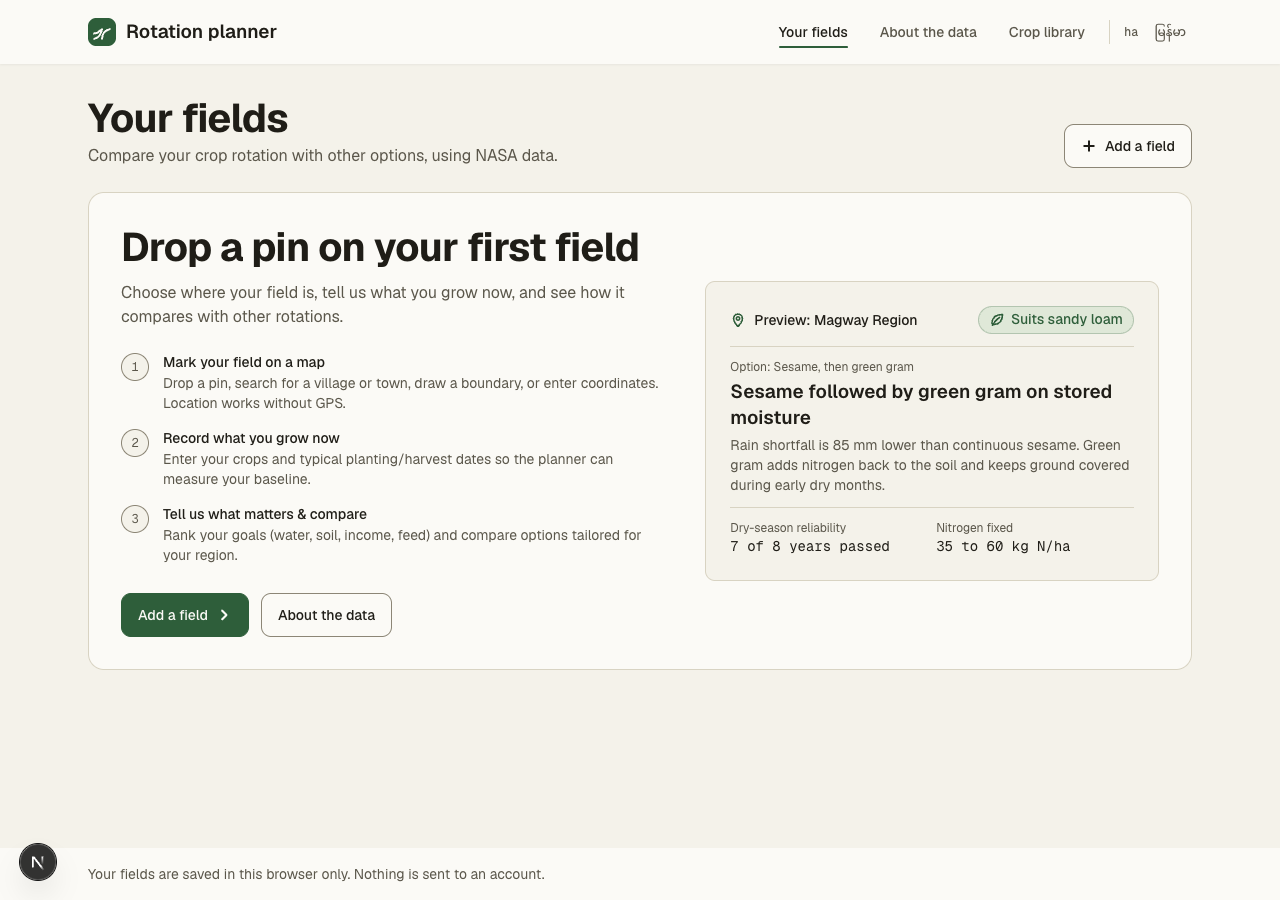 Rotation planner
Your fields
About the data
Crop library
ha
မြန်မာ
Your fields
Compare your crop rotation with other options, using NASA data.
Add a field
Drop a pin on your first field
Choose where your field is, tell us what you grow now, and see how it
compares with other rotations.
1
Mark your field on a map
Drop a pin, search for a village or town, draw a boundary, or enter coordinates.
Location works without GPS.
2
Record what you grow now
Enter your crops and typical planting/harvest dates so the planner can
measure your baseline.
3
Tell us what matters & compare
Rank your goals (water, soil, income, feed) and compare options tailored for
your region.
Add a field
About the data
Preview: Magway Region
Suits sandy loam
Option: Sesame, then green gram
Sesame followed by green gram on stored
moisture
Rain shortfall is 85 mm lower than continuous sesame. Green
gram adds nitrogen back to the soil and keeps ground covered
during early dry months.
Dry-season reliability
7 of 8 years passed
Nitrogen fixed
35 to 60 kg N/ha
N
Your fields are saved in this browser only. Nothing is sent to an account.